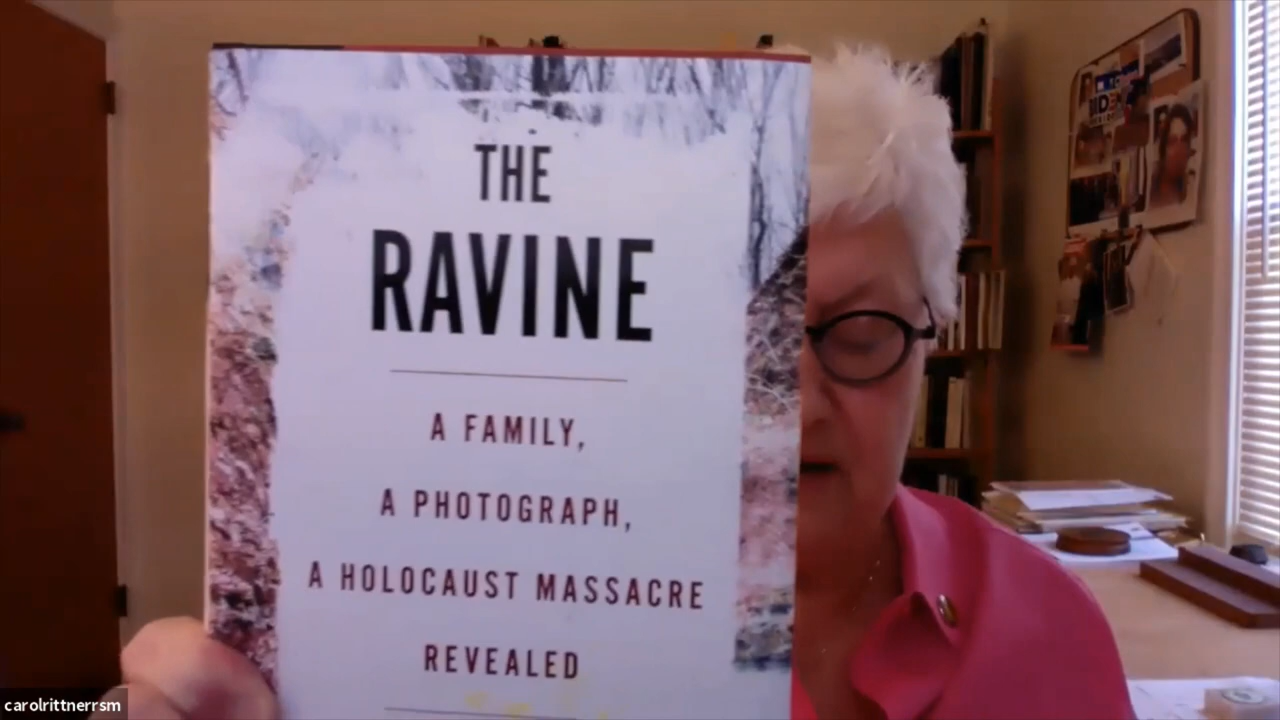 THE
RAVINE
A FAMILY,
A PHOTOGRAPH,
A HOLOCAUST MASSACRE
REVEALED
carolrittnerrsm